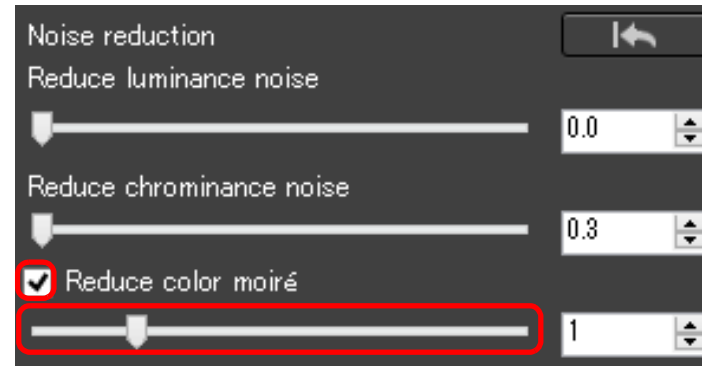 Noise reduction
Reduce luminance noise
0.0
Reduce chrominance noise
0.3
Reduce color moiré
1